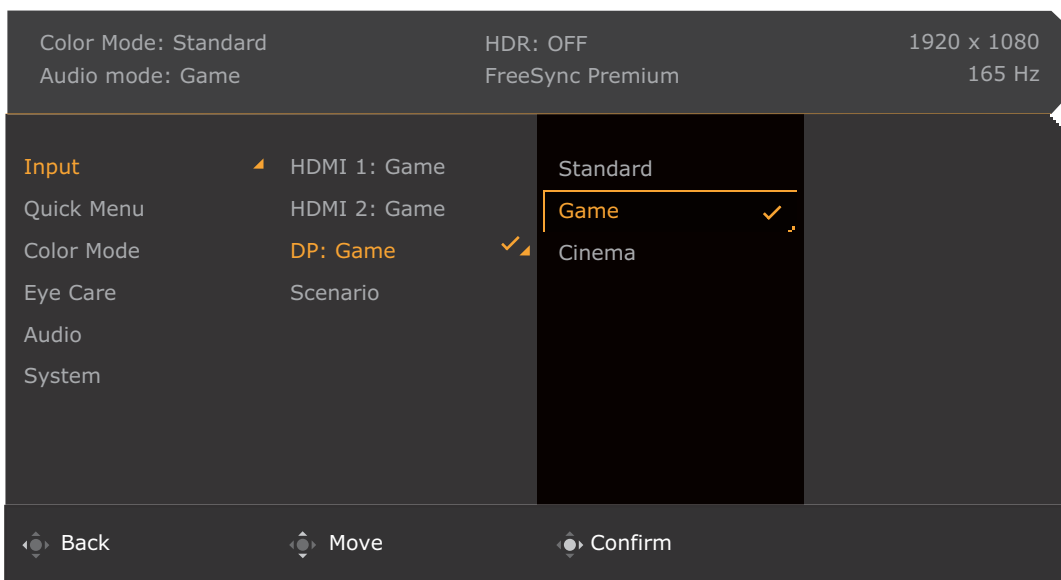 Color Mode: Standard
HDR: OFF
1920 x 1080
Audio mode: Game
FreeSync Premium
165 Hz
Input
HDMI 1: Game
Standard
Quick Menu
HDMI 2: Game
Game
Color Mode
DP: Game
Cinema
Eye Care
Scenario
Audio
System
Back
Move
Confirm